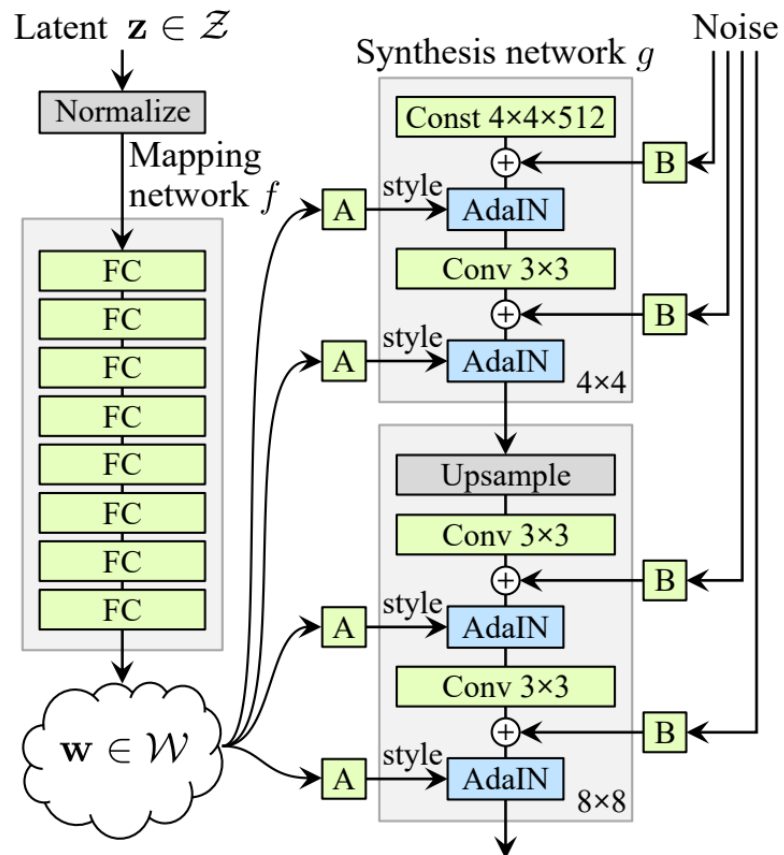 Latent z ∈ 𝒵
Normalize
Mapping
network f
FC
FC
FC
FC
FC
FC
FC
FC
w ∈ 𝒲
Synthesis network g
Noise
Const 4×4×512
+
B
A
style
AdaIN
Conv 3×3
+
B
A
style
AdaIN
4×4
Upsample
Conv 3×3
+
B
A
style
AdaIN
Conv 3×3
+
B
A
style
AdaIN
8×8